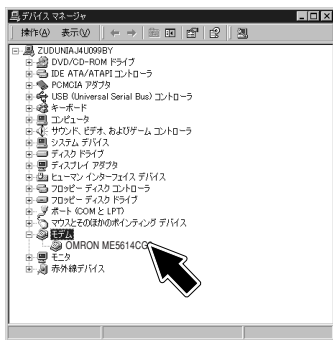 デバイス マネージャ
操作(A) 表示(V)
ZUDUNIAJ4U099BY
DVD/CD-ROM ドライブ
IDE ATA/ATAPI コントローラ
PCMCIA アダプタ
USB (Universal Serial Bus) コントローラ
キーボード
コンピュータ
サウンド、ビデオ、およびゲーム コントローラ
システム デバイス
ディスク ドライブ
ディスプレイ アダプタ
ヒューマン インターフェイス デバイス
フロッピー ディスク コントローラ
フロッピー ディスク ドライブ
ポート (COM と LPT)
マウスとそのほかのポインティング デバイス
モデム
OMRON ME5614CG
モニタ
赤外線デバイス